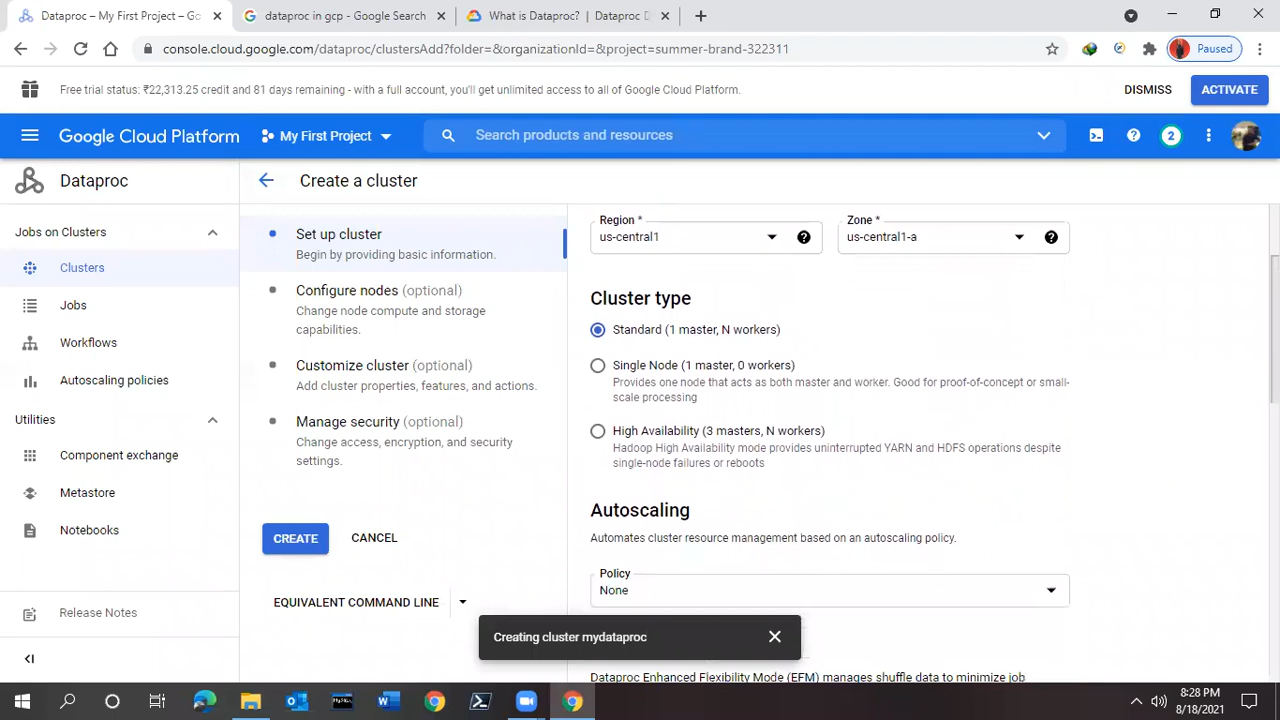 Dataproc – My First Project – Go
dataproc in gcp - Google Search
What is Dataproc? | Dataproc D
console.cloud.google.com/dataproc/clustersAdd?folder=&organizationId=&project=summer-brand-322311
Paused
Free trial status: ₹22,313.25 credit and 81 days remaining - with a full account, you'll get unlimited access to all of Google Cloud Platform.
DISMISS
ACTIVATE
Google Cloud Platform
My First Project
Search products and resources
2
Dataproc
Create a cluster
Jobs on Clusters
Clusters
Jobs
Workflows
Autoscaling policies
Utilities
Component exchange
Metastore
Notebooks
Release Notes
Set up cluster
Begin by providing basic information.
Configure nodes (optional)
Change node compute and storage
capabilities.
Customize cluster (optional)
Add cluster properties, features, and actions.
Manage security (optional)
Change access, encryption, and security
settings.
CREATE
CANCEL
EQUIVALENT COMMAND LINE
Region *
us-central1
Zone *
us-central1-a
Cluster type
Standard (1 master, N workers)
Single Node (1 master, 0 workers)
Provides one node that acts as both master and worker. Good for proof-of-concept or small-
scale processing
High Availability (3 masters, N workers)
Hadoop High Availability mode provides uninterrupted YARN and HDFS operations despite
single-node failures or reboots
Autoscaling
Automates cluster resource management based on an autoscaling policy.
Policy
None
Creating cluster mydataproc
Dataproc Enhanced Flexibility Mode (EFM) manages shuffle data to minimize job
8:28 PM
8/18/2021